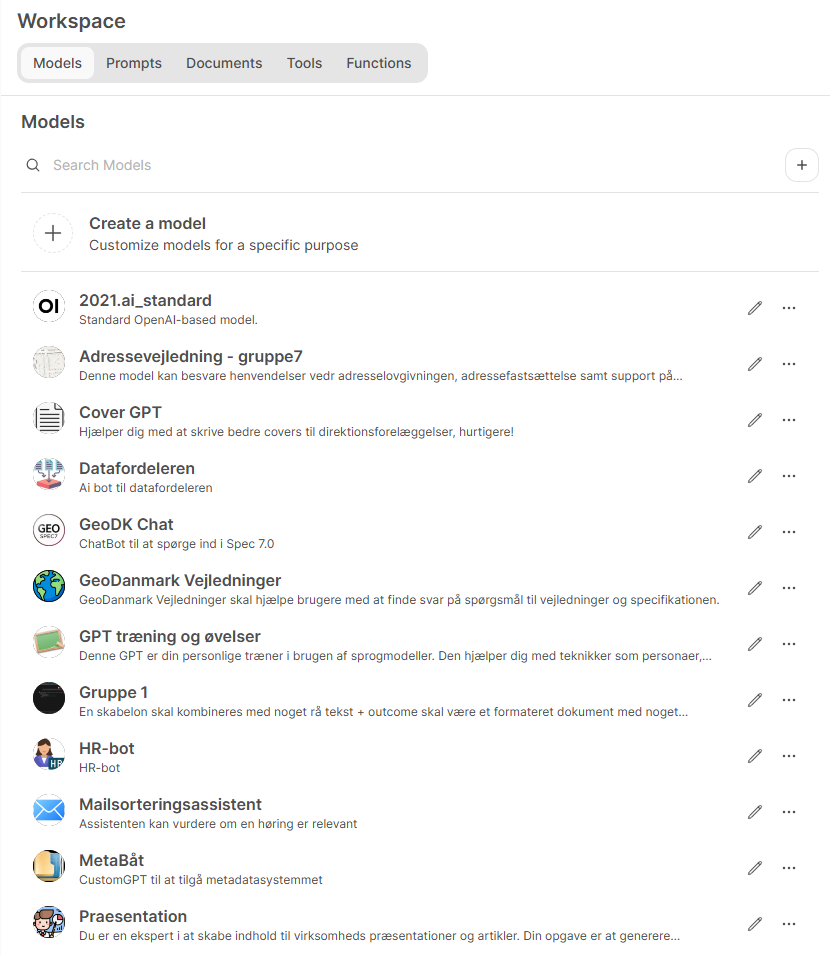 Workspace
Models Prompts Documents Tools Functions
Models
Search Models
Create a model
Customize models for a specific purpose
OI
2021.ai_standard
Standard OpenAI-based model.
Adressevejledning - gruppe7
Denne model kan besvare henvendelser vedr adresselovgivningen, adressefastsættelse samt support på...
Cover GPT
Hjælper dig med at skrive bedre covers til direktionsforelæggelser, hurtigere!
Datafordeleren
Ai bot til datafordeleren
GEO
SPEC7
GeoDK Chat
ChatBot til at spørge ind i Spec 7.0
GeoDanmark Vejledninger
GeoDanmark Vejledninger skal hjælpe brugere med at finde svar på spørgsmål til vejledninger og specifikationen.
GPT træning og øvelser
Denne GPT er din personlige træner i brugen af sprogmodeller. Den hjælper dig med teknikker som personaer,...
Gruppe 1
En skabelon skal kombineres med noget rå tekst + outcome skal være et formateret dokument med noget...
HR
HR-bot
HR-bot
Mailsorteringsassistent
Assistenten kan vurdere om en høring er relevant
MetaBåt
CustomGPT til at tilgå metadatasystemmet
Praesentation
Du er en ekspert i at skabe indhold til virksomheds præsentationer og artikler. Din opgave er at generere...